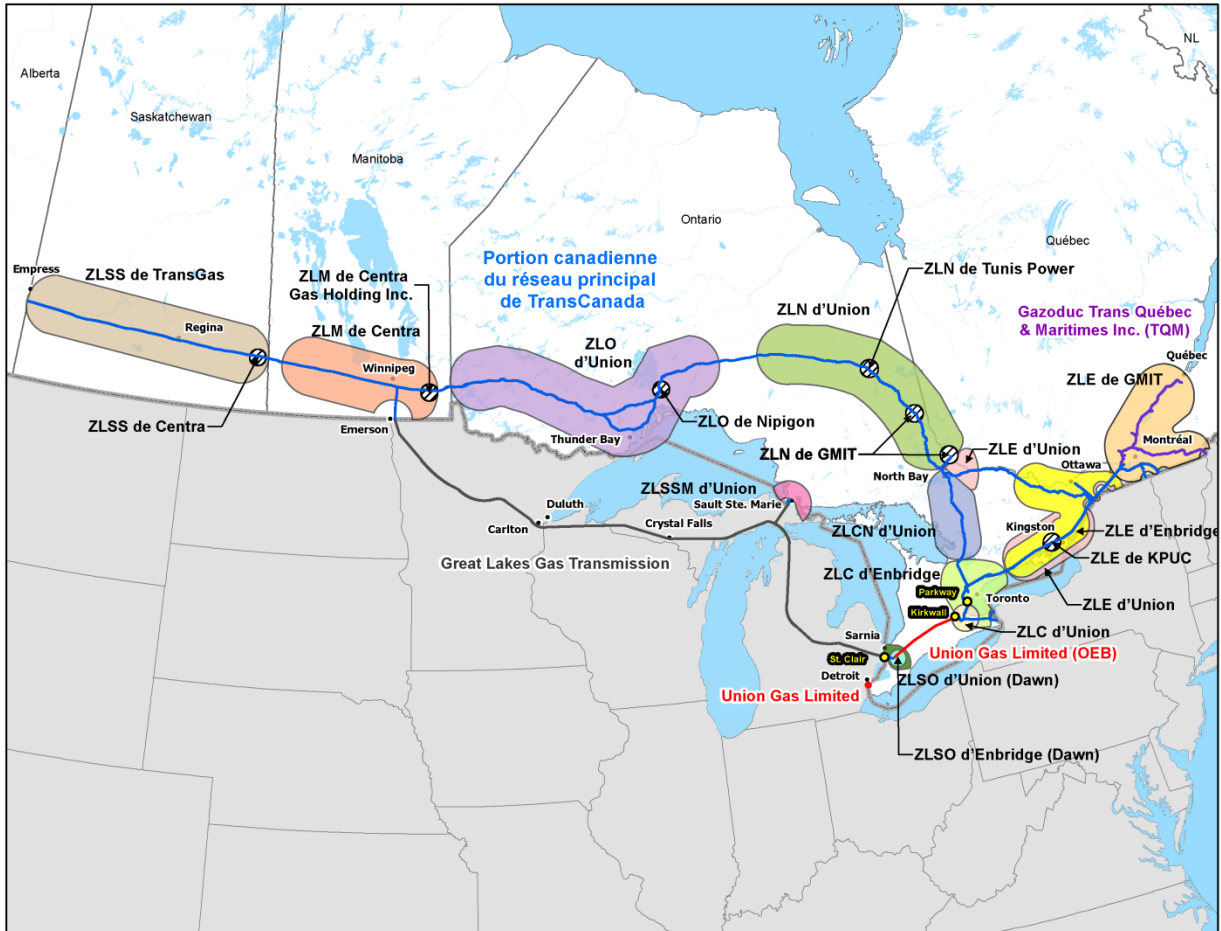 NL
Alberta
Saskatchewan
Manitoba
Ontario
Québec
Empress
ZLSS de TransGas
ZLM de Centra
Gas Holding Inc.
Portion canadienne
du réseau principal
de TransCanada
ZLN de Tunis Power
ZLN d'Union
Gazoduc Trans Québec
& Maritimes Inc. (TQM)
Regina
ZLM de Centra
Winnipeg
ZLO
d'Union
Québec
ZLE de GMIT
ZLSS de Centra
Emerson
Thunder Bay
ZLO de Nipigon
ZLN de GMIT
ZLE d'Union
Montréal
North Bay
Ottawa
ZLSSM d'Union
Sault Ste. Marie
Duluth
Carlton
Crystal Falls
Great Lakes Gas Transmission
ZLCN d'Union
Kingston
ZLE d'Enbridge
ZLE de KPUC
ZLC d'Enbridge
Parkway
Toronto
ZLE d'Union
Kirkwall
ZLC d'Union
Sarnia
Union Gas Limited (OEB)
St. Clair
Detroit
ZLSO d'Union (Dawn)
Union Gas Limited
ZLSO d'Enbridge (Dawn)